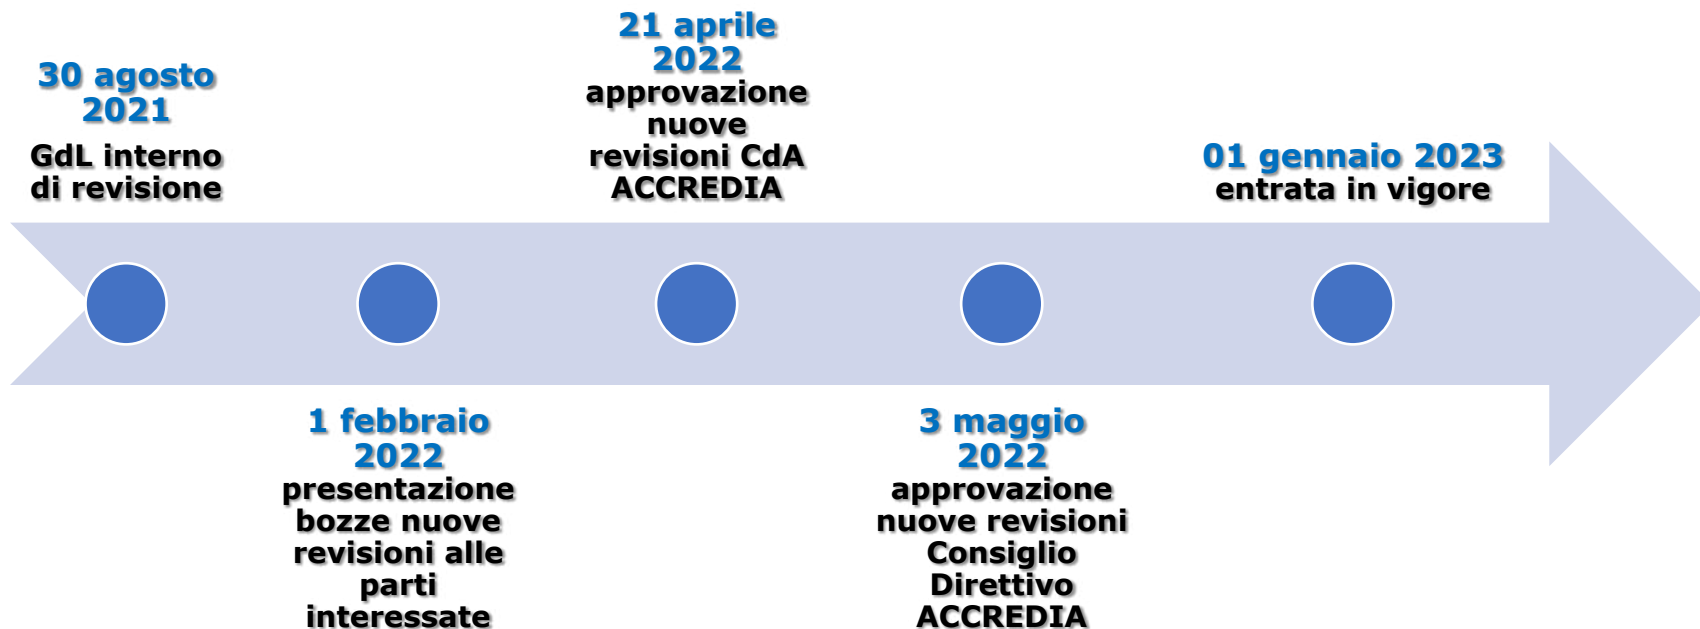 30 agosto
2021
GdL interno
di revisione
1 febbraio
2022
presentazione
bozze nuove
revisioni alle
parti
interessate
21 aprile
2022
approvazione
nuove
revisioni CdA
ACCREDIA
3 maggio
2022
approvazione
nuove revisioni
Consiglio
Direttivo
ACCREDIA
01 gennaio 2023
entrata in vigore